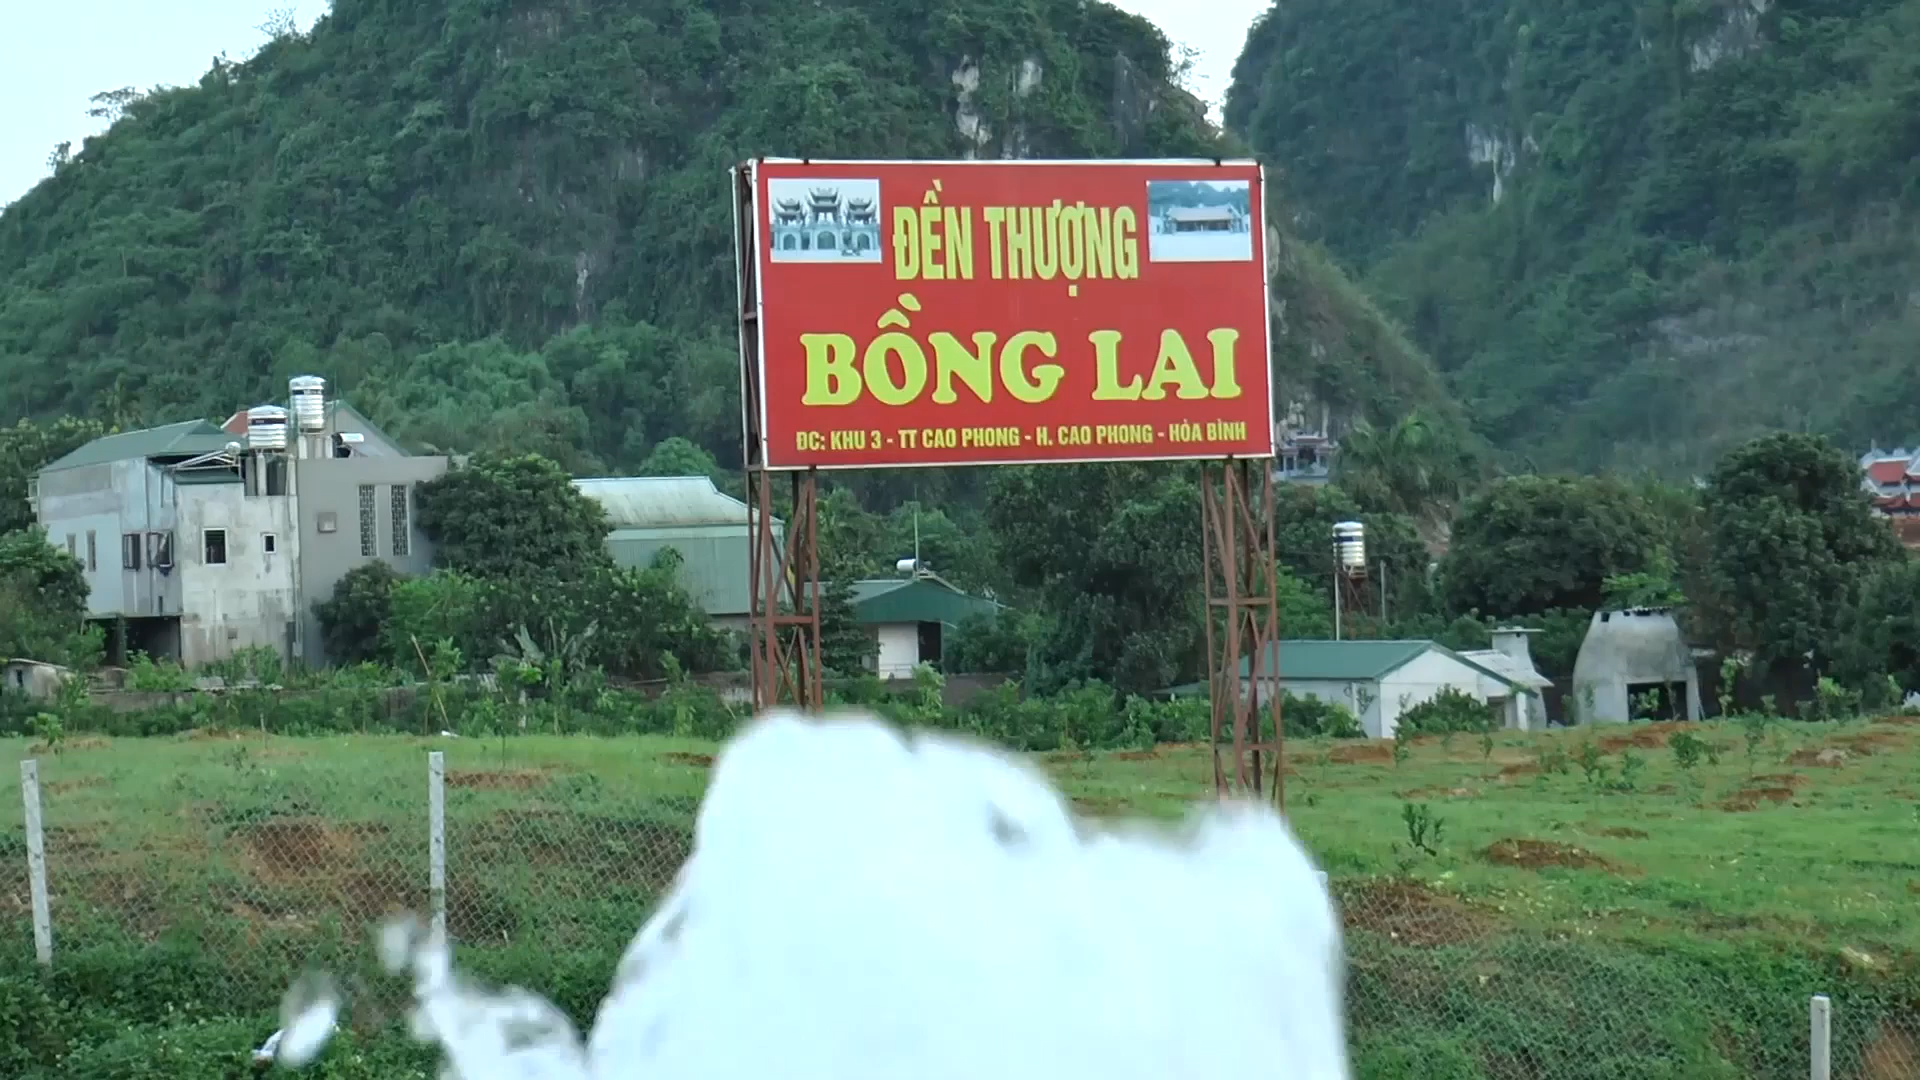 ĐỀN THƯỢNG
BỒNG LAI
ĐC: KHU 3 - TT CAO PHONG - H. CAO PHONG - HÒA BÌNH